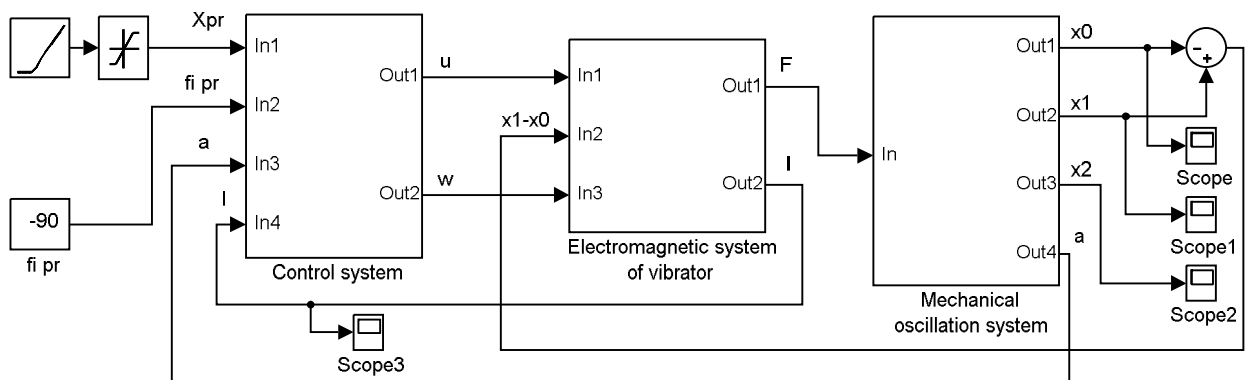 Xpr
fi pr
a
I
-90
fi pr
In1
In2
In3
In4
Out1
Out2
Control system
u
w
x1-x0
In1
In2
In3
Out1
Out2
Electromagnetic system
of vibrator
F
I
In
Out1
Out2
Out3
Out4
Mechanical
oscillation system
x0
x1
x2
a
-
+
Scope
Scope1
Scope2
Scope3